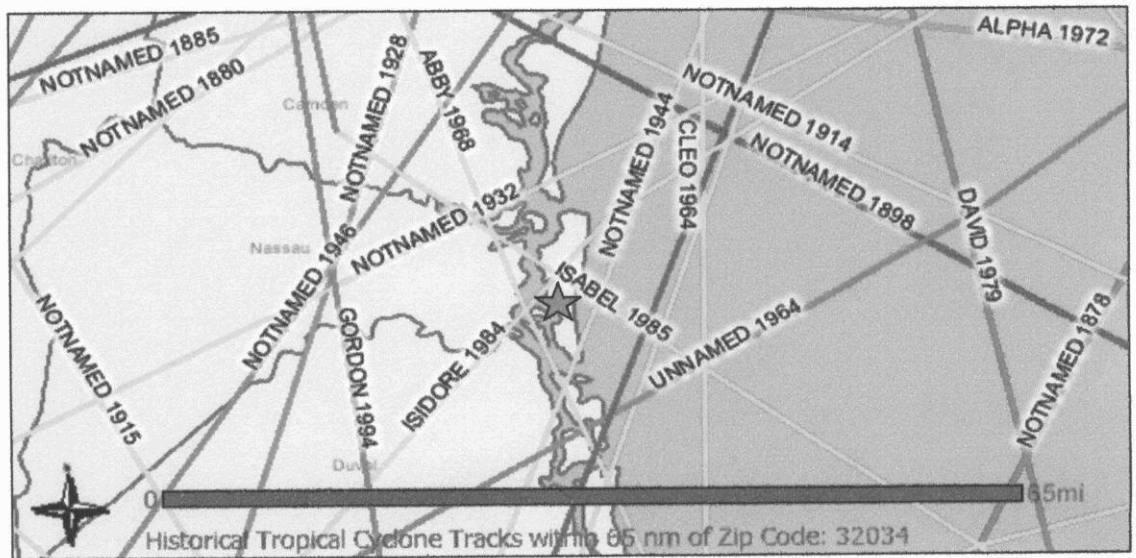 ALPHA 1972
NOTNAMED 1885
NOTNAMED 1928
ABBY 1968
NOTNAMED 1880
Camden
NOTNAMED 1944
CLEO 1964
NOTNAMED 1914
Charlton
NOTNAMED 1898
NOTNAMED 1932
DAVID 1979
Nassau
NOTNAMED 1946
ISABEL 1985
NOTNAMED 1915
GORDON 1994
ISIDORE 1984
UNNAMED 1964
NOTNAMED 1878
Duval
0 65mi
Historical Tropical Cyclone Tracks within 65 nm of Zip Code: 32034